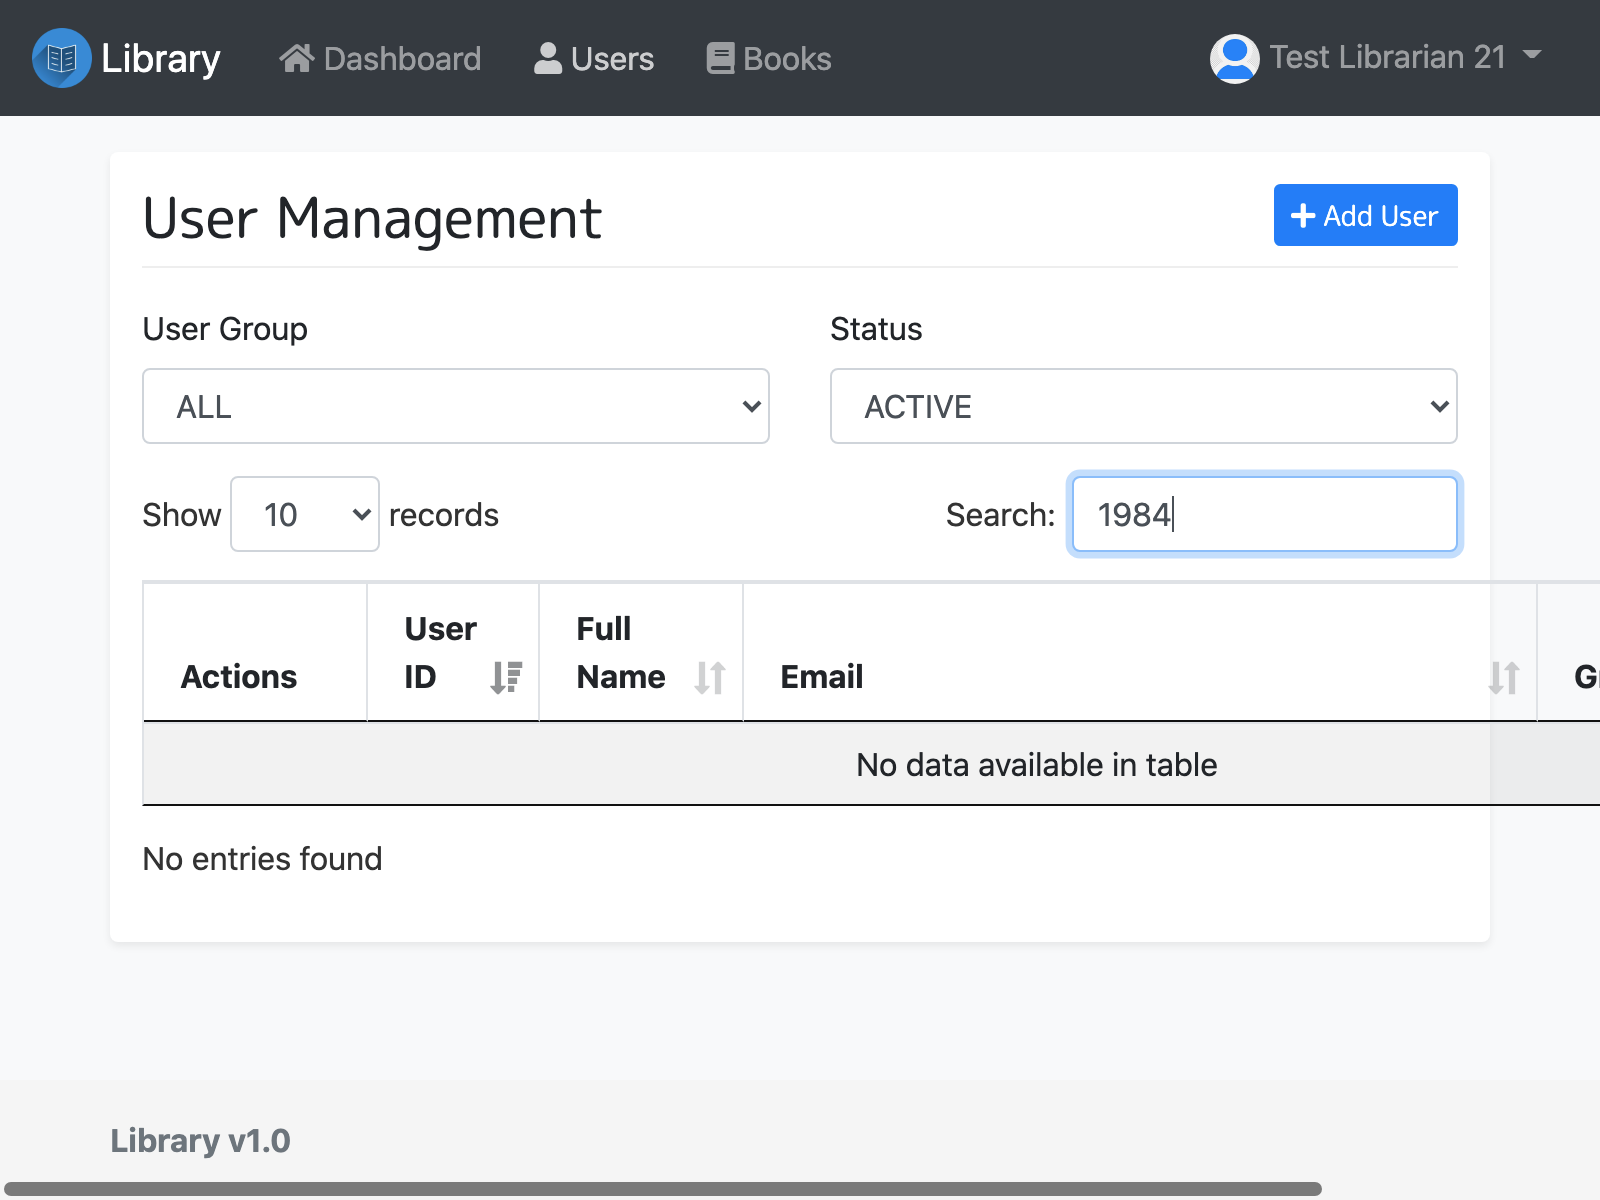 Library Dashboard Users Books Test Librarian 21
User Management
Add User
User Group Status
ALL ACTIVE
Show 10 records Search: 1984
Actions User ID Full Name Email
No data available in table
No entries found
Library v1.0